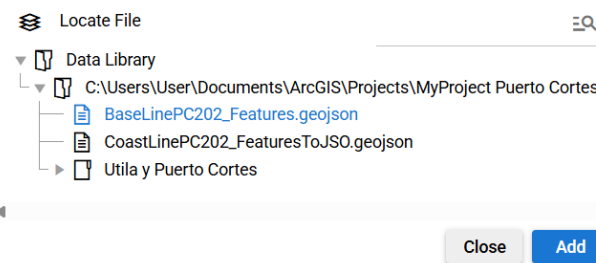 Locate File
Data Library
C:\Users\User\Documents\ArcGIS\Projects\MyProject Puerto Cortes
BaseLinePC202_Features.geojson
CoastLinePC202_FeaturesToJSO.geojson
Utila y Puerto Cortes
Close Add